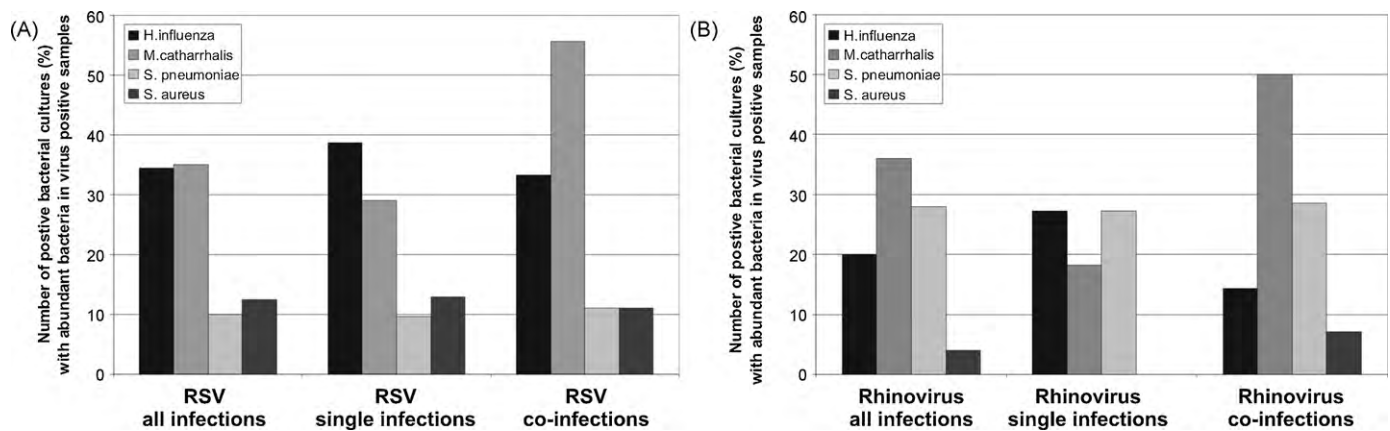 (A)
Number of postive bacterial cultures (%)
with abundant bacteria in virus positive samples
60
50
40
30
20
10
0
H.influenza
M.catharrhalis
S. pneumoniae
S. aureus
RSV
all infections
RSV
single infections
RSV
co-infections
(B)
Number of postive bacterial cultures (%)
with abundant bacteria in virus positive samples
60
50
40
30
20
10
0
H.influenza
M.catharrhalis
S. pneumoniae
S. aureus
Rhinovirus
all infections
Rhinovirus
single infections
Rhinovirus
co-infections